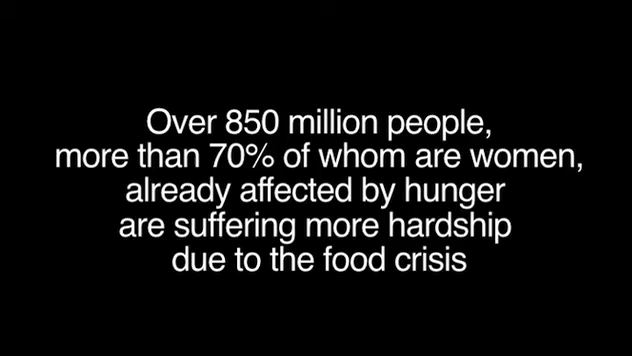 Over 850 million people,
more than 70% of whom are women,
already affected by hunger
are suffering more hardship
due to the food crisis